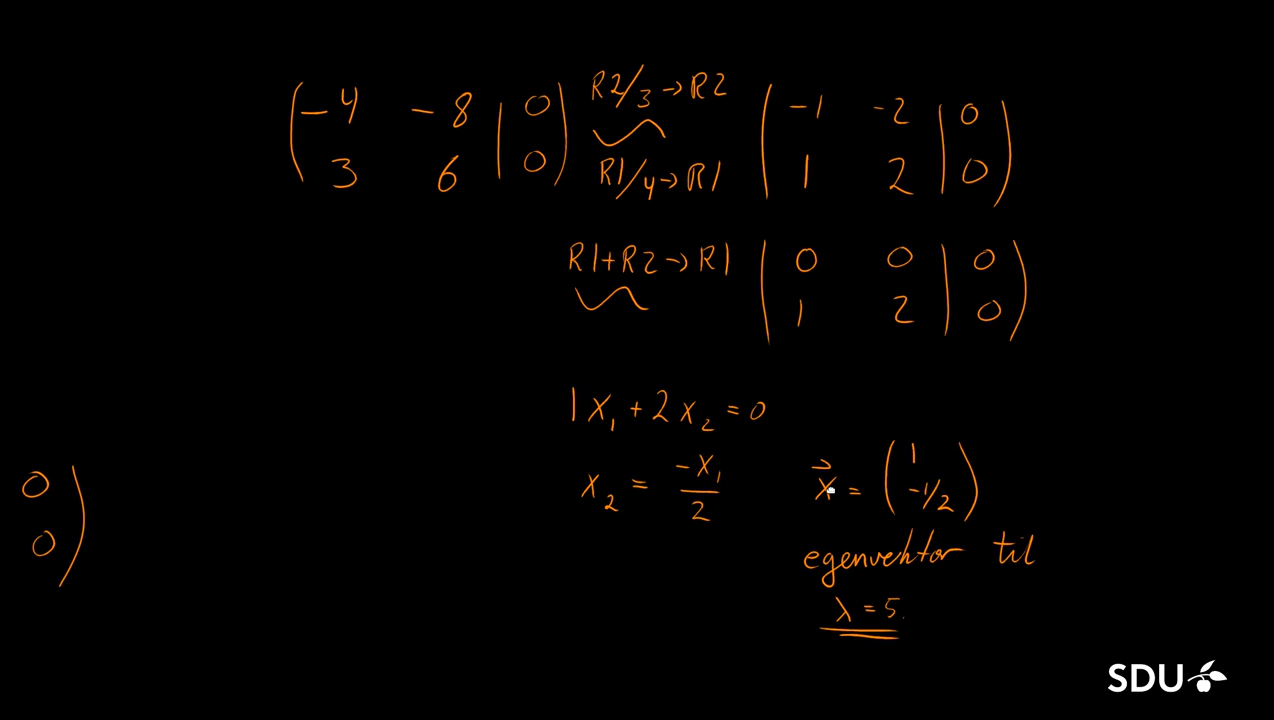 R2/3→R2
(-4 -8 | 0) (-1 -2 | 0)
3 6 | 0 1 2 | 0
R1/4→R1
R1+R2→R1 (0 0 | 0)
1 2 | 0
1x₁ + 2x₂ = 0
x₂ = -x₁/2
x⃗ = (1
-1/2)
egenvektor til
λ = 5.
0
0)
SDU